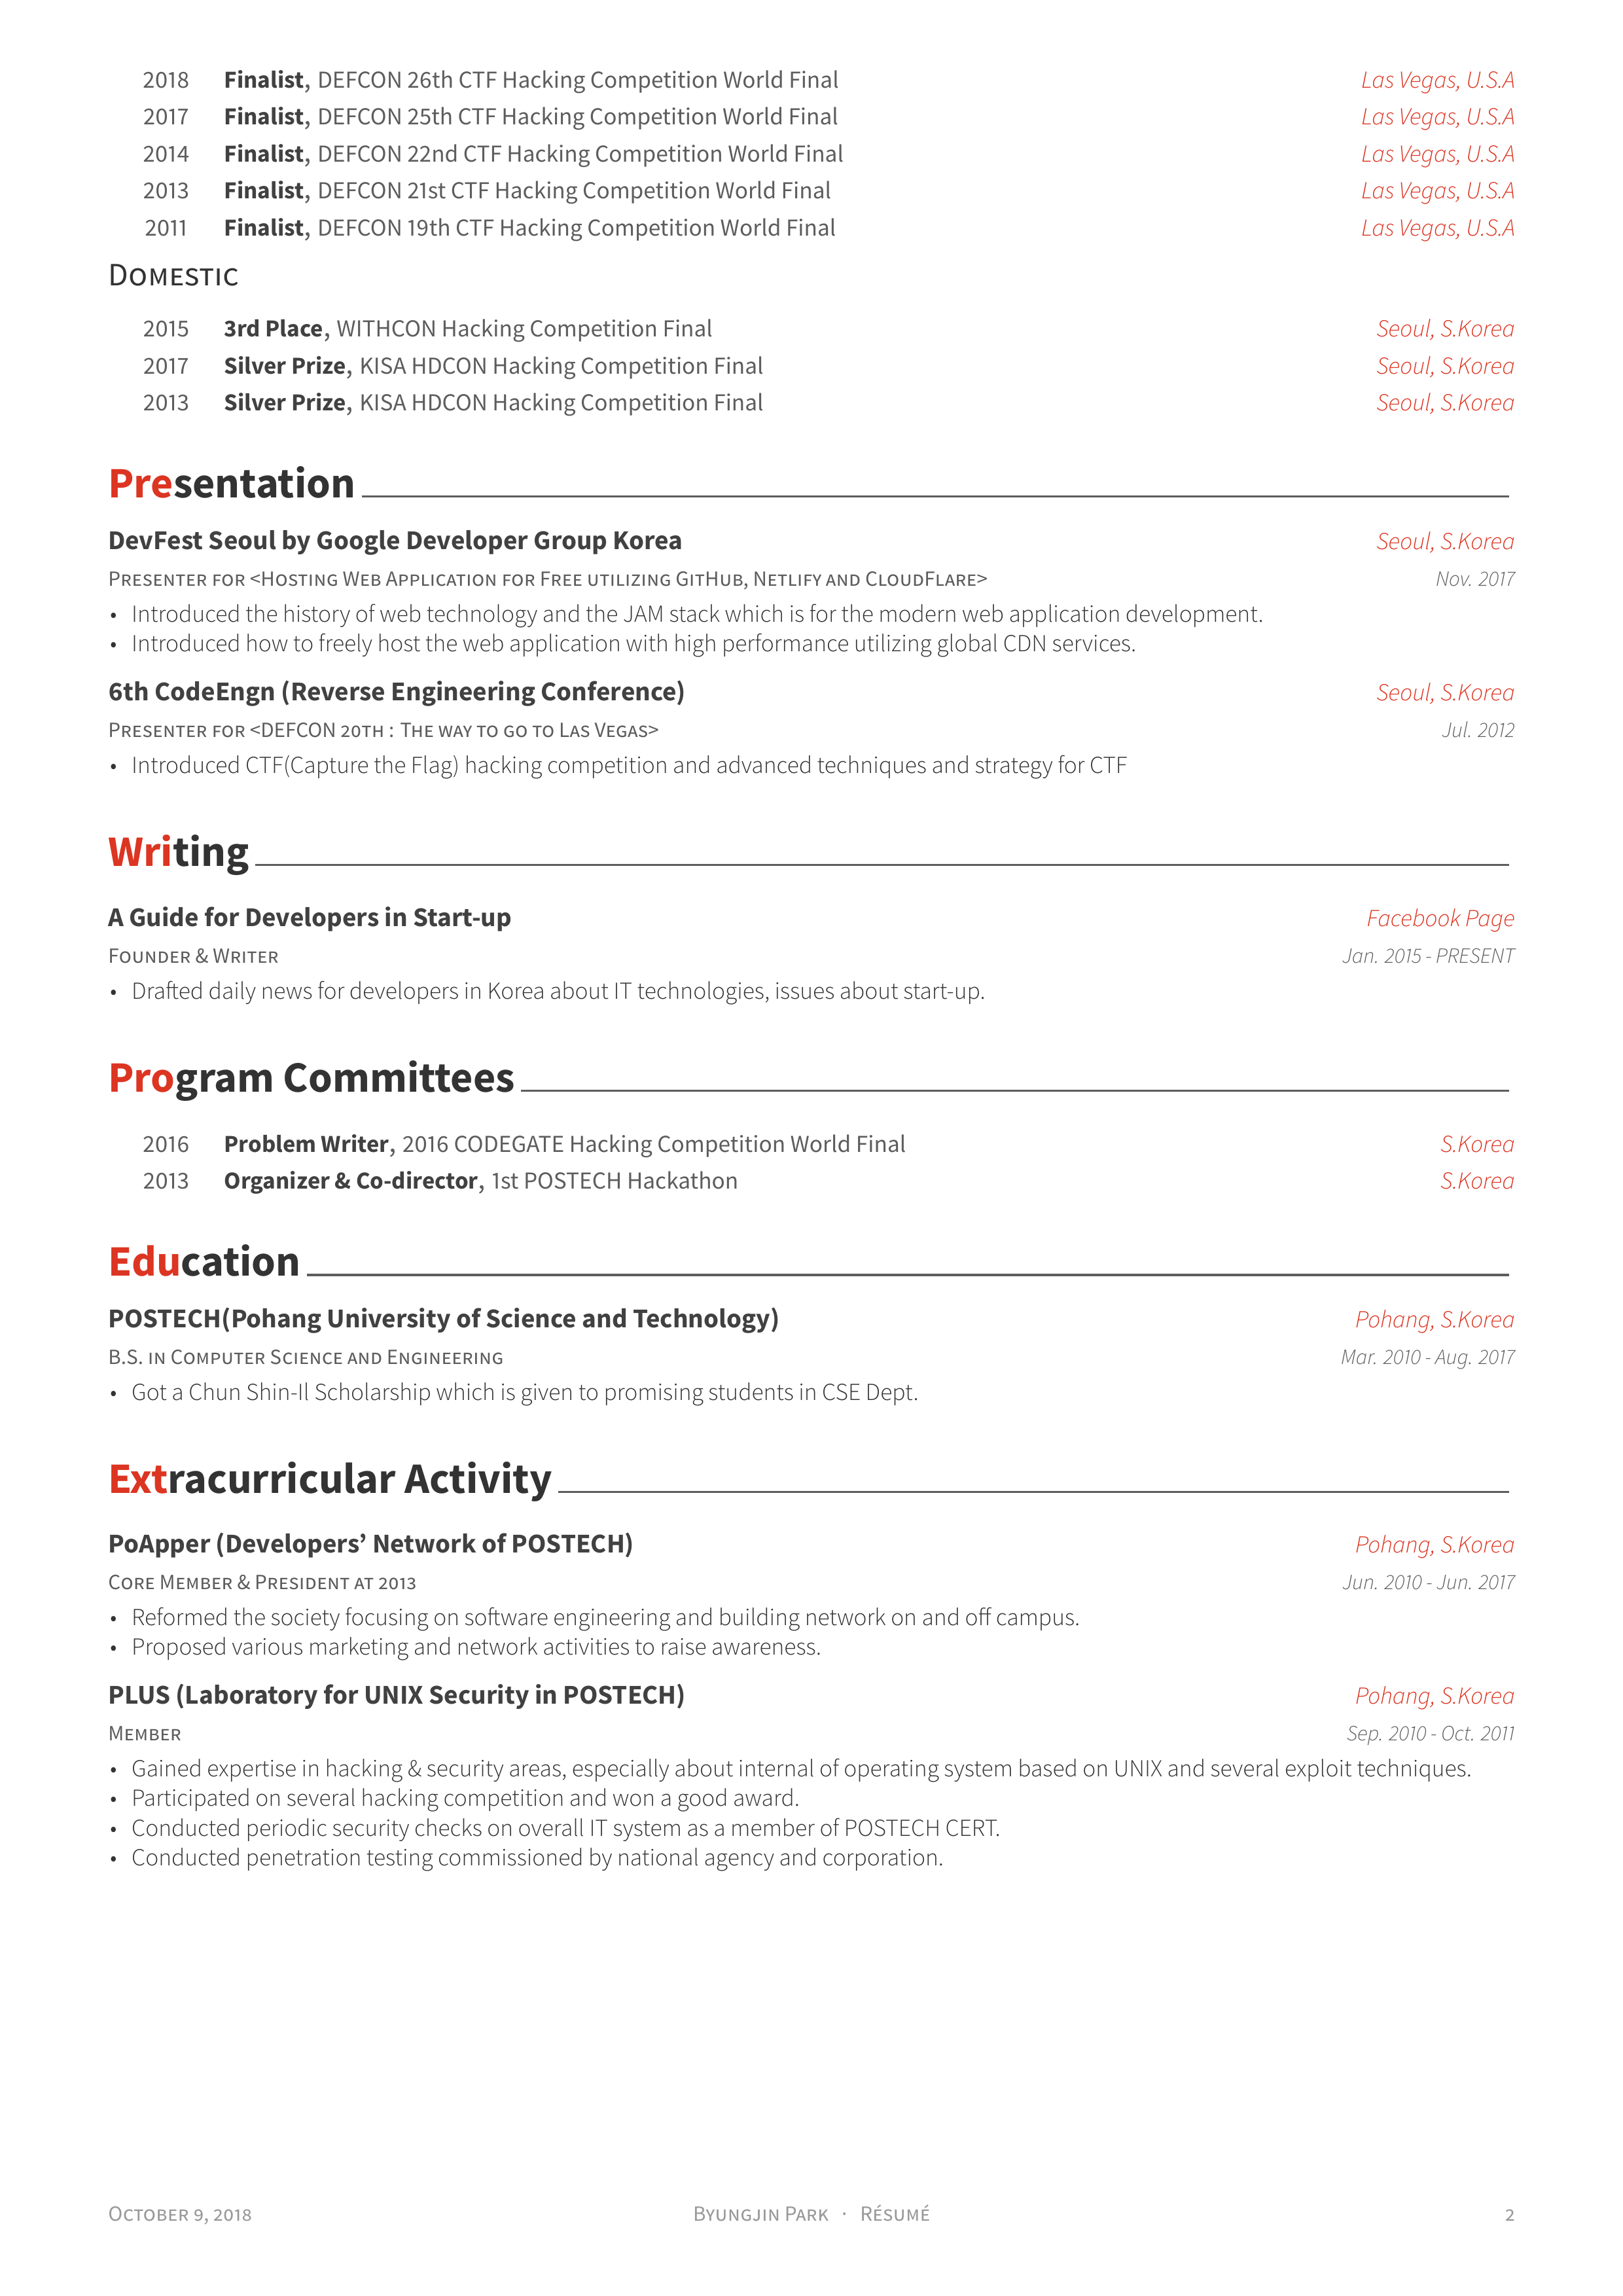 2018 Finalist, DEFCON 26th CTF Hacking Competition World Final Las Vegas, U.S.A
2017 Finalist, DEFCON 25th CTF Hacking Competition World Final Las Vegas, U.S.A
2014 Finalist, DEFCON 22nd CTF Hacking Competition World Final Las Vegas, U.S.A
2013 Finalist, DEFCON 21st CTF Hacking Competition World Final Las Vegas, U.S.A
2011 Finalist, DEFCON 19th CTF Hacking Competition World Final Las Vegas, U.S.A
Domestic
2015 3rd Place, WITHCON Hacking Competition Final Seoul, S.Korea
2017 Silver Prize, KISA HDCON Hacking Competition Final Seoul, S.Korea
2013 Silver Prize, KISA HDCON Hacking Competition Final Seoul, S.Korea
Presentation
DevFest Seoul by Google Developer Group Korea Seoul, S.Korea
Presenter for <Hosting Web Application for Free utilizing GitHub, Netlify and CloudFlare> Nov. 2017
• Introduced the history of web technology and the JAM stack which is for the modern web application development.
• Introduced how to freely host the web application with high performance utilizing global CDN services.
6th CodeEngn (Reverse Engineering Conference) Seoul, S.Korea
Presenter for <DEFCON 20th : The way to go to Las Vegas> Jul. 2012
• Introduced CTF(Capture the Flag) hacking competition and advanced techniques and strategy for CTF
Writing
A Guide for Developers in Start-up Facebook Page
Founder & Writer Jan. 2015 - PRESENT
• Drafted daily news for developers in Korea about IT technologies, issues about start-up.
Program Committees
2016 Problem Writer, 2016 CODEGATE Hacking Competition World Final S.Korea
2013 Organizer & Co-director, 1st POSTECH Hackathon S.Korea
Education
POSTECH(Pohang University of Science and Technology) Pohang, S.Korea
B.S. in Computer Science and Engineering Mar. 2010 - Aug. 2017
• Got a Chun Shin-Il Scholarship which is given to promising students in CSE Dept.
Extracurricular Activity
PoApper (Developers’ Network of POSTECH) Pohang, S.Korea
Core Member & President at 2013 Jun. 2010 - Jun. 2017
• Reformed the society focusing on software engineering and building network on and off campus.
• Proposed various marketing and network activities to raise awareness.
PLUS (Laboratory for UNIX Security in POSTECH) Pohang, S.Korea
Member Sep. 2010 - Oct. 2011
• Gained expertise in hacking & security areas, especially about internal of operating system based on UNIX and several exploit techniques.
• Participated on several hacking competition and won a good award.
• Conducted periodic security checks on overall IT system as a member of POSTECH CERT.
• Conducted penetration testing commissioned by national agency and corporation.
October 9, 2018 Byungjin Park · Résumé 2